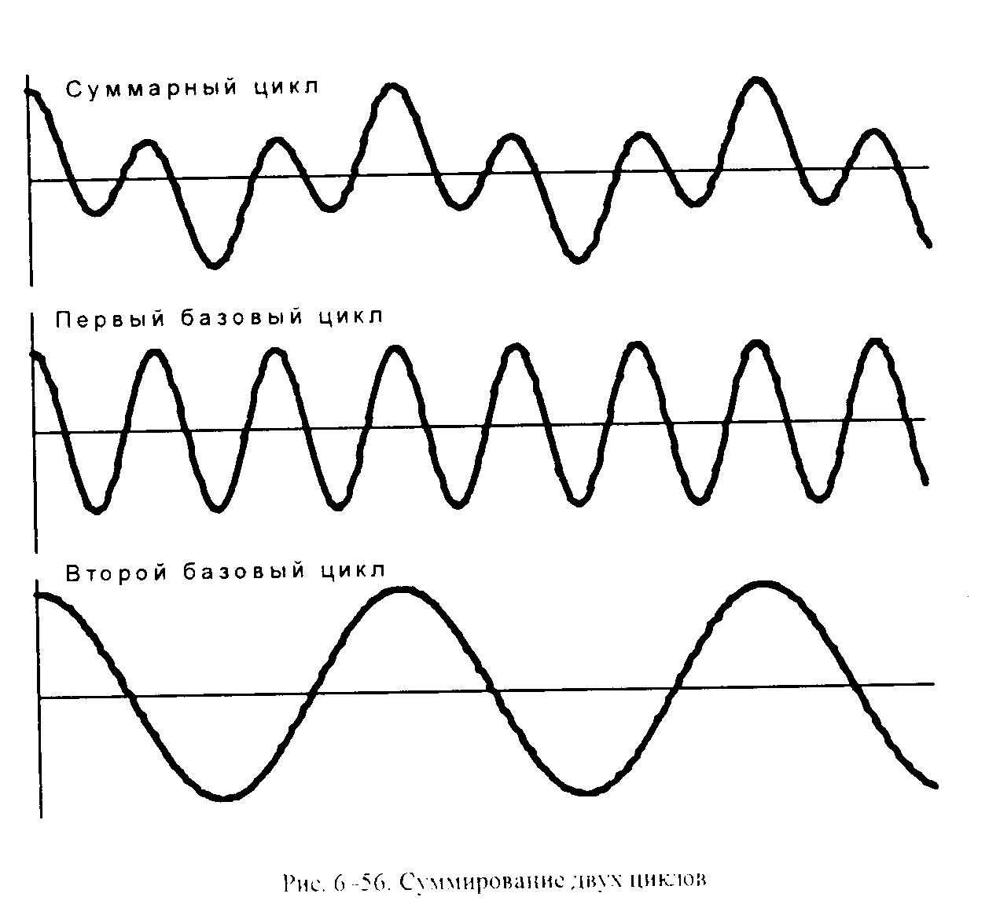 Суммарный цикл
Первый базовый цикл
Второй базовый цикл
Рис. 6-56. Суммирование двух циклов